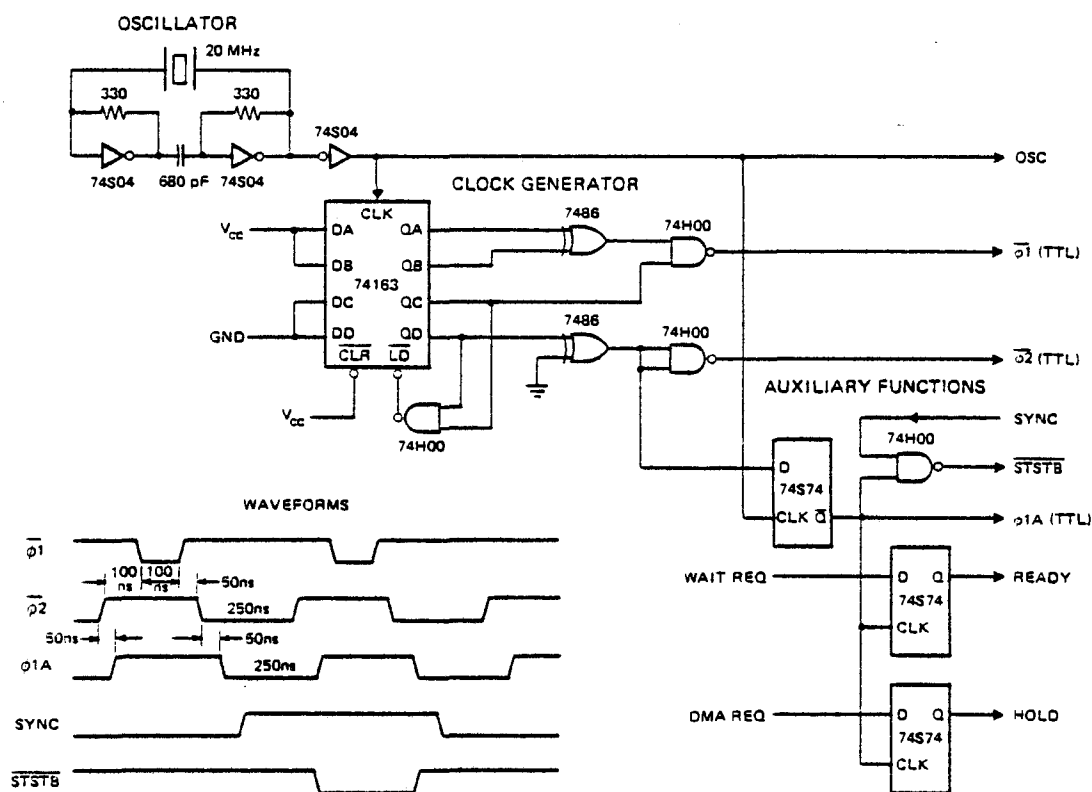 OSCILLATOR
20 MHz
330 330
74S04
74S04 680 pF 74S04
OSC
CLOCK GENERATOR
CLK
7486
74H00
VCC DA QA
DB QB
φ1 (TTL)
74163
DC QC
7486
74H00
GND DD QD
CLR LD
φ2 (TTL)
AUXILIARY FUNCTIONS
VCC
74H00
SYNC
74H00
D
STSTB
74S74
CLK Q
φ1A (TTL)
WAVEFORMS
φ1
100 ns 100 ns 50ns
WAIT REQ D Q READY
74S74
CLK
φ2 250ns
50ns 50ns
φ1A 250ns
SYNC
DMA REQ D Q HOLD
74S74
CLK
STSTB